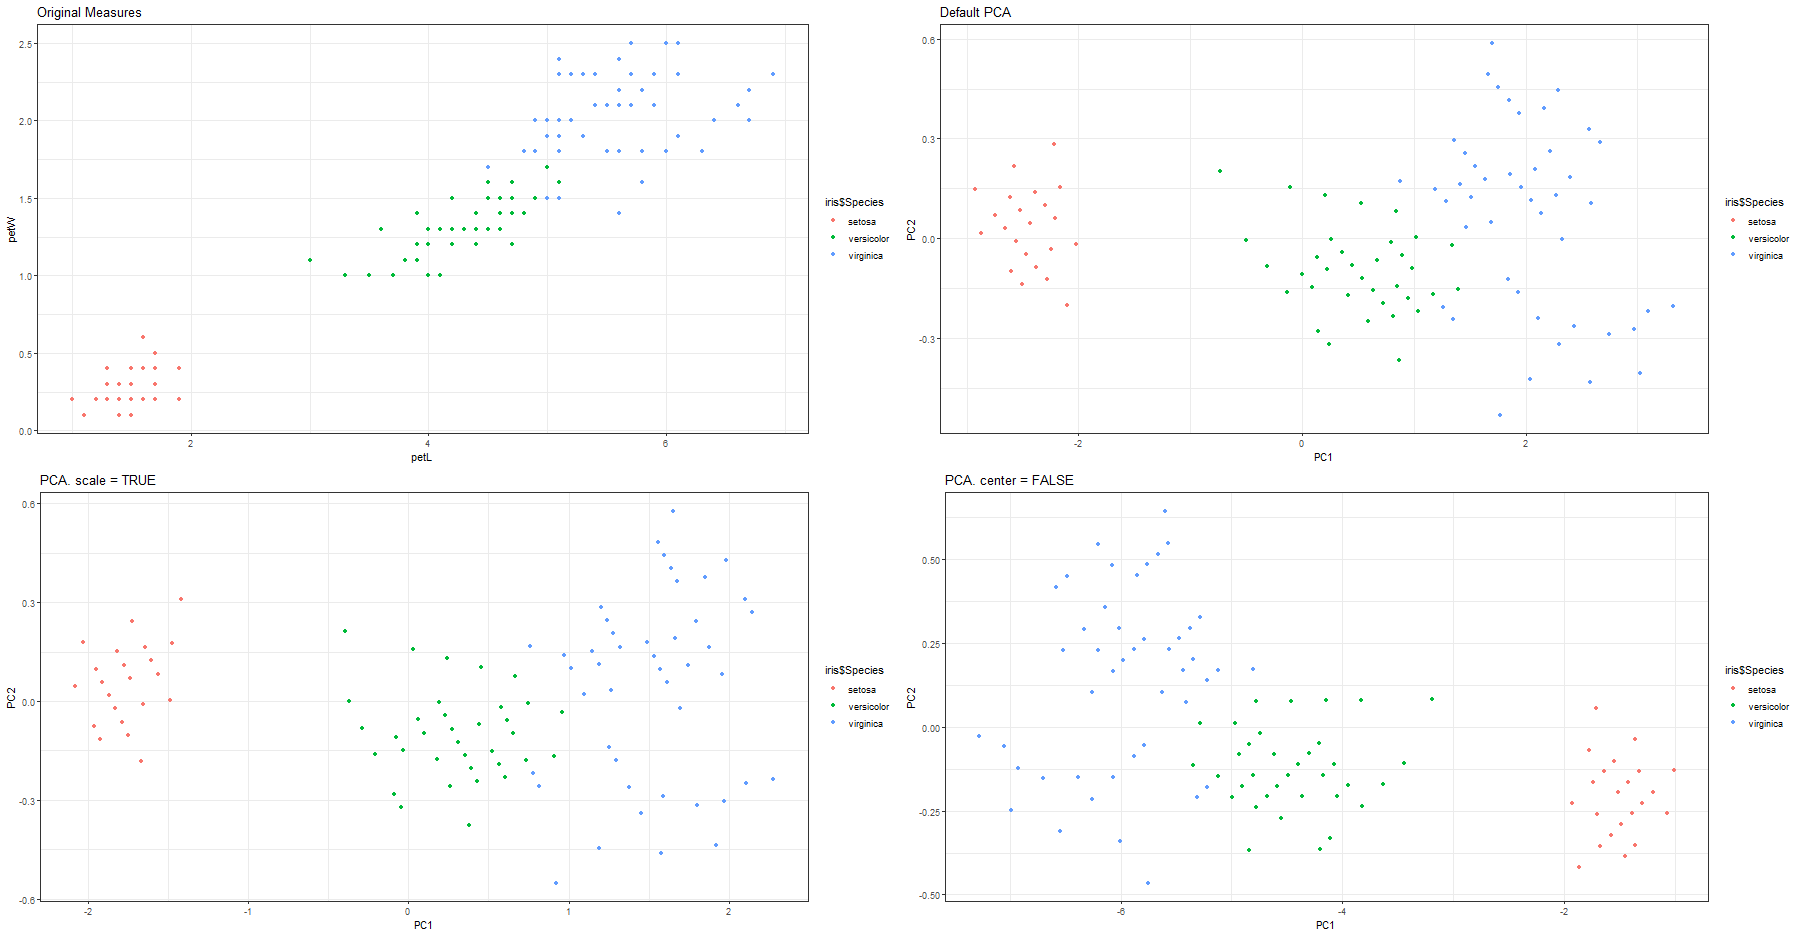 Original Measures
2.5
2.0
1.5
1.0
0.5
0.0
petW
2
4
6
petL
iris$Species
setosa
versicolor
virginica
Default PCA
0.6
0.3
0.0
-0.3
PC2
-2
0
2
PC1
iris$Species
setosa
versicolor
virginica
PCA. scale = TRUE
0.6
0.3
0.0
-0.3
-0.6
PC2
-2
-1
0
1
2
PC1
iris$Species
setosa
versicolor
virginica
PCA. center = FALSE
0.50
0.25
0.00
-0.25
-0.50
PC2
-6
-4
-2
PC1
iris$Species
setosa
versicolor
virginica